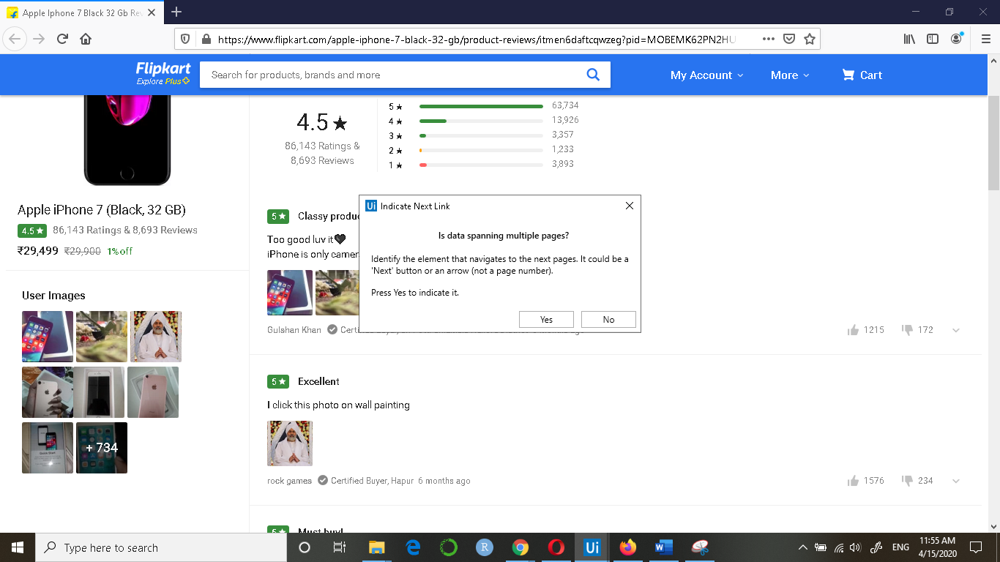 Apple Iphone 7 Black 32 Gb Rev
https://www.flipkart.com/apple-iphone-7-black-32-gb/product-reviews/itmen6daftcqwzeg?pid=MOBEMK62PN2HU
Flipkart
Explore Plus
Search for products, brands and more
My Account
More
Cart
Apple iPhone 7 (Black, 32 GB)
4.5★ 86,143 Ratings & 8,693 Reviews
₹29,499 ₹29,900 1% off
User Images
+ 734
4.5★
86,143 Ratings &
8,693 Reviews
5★ 63,734
4★ 13,926
3★ 3,357
2★ 1,233
1★ 3,893
5★ Classy produc
Too good luv it🖤
iPhone is only camer
Gulshan Khan Certi
1215 172
Ui Indicate Next Link
Is data spanning multiple pages?
Identify the element that navigates to the next pages. It could be a
'Next' button or an arrow (not a page number).
Press Yes to indicate it.
Yes No
5★ Excellent
I click this photo on wall painting
rock games Certified Buyer, Hapur 6 months ago
1576 234
5★ Must buy!
Type here to search
R
Ui
W
ENG
11:55 AM
4/15/2020